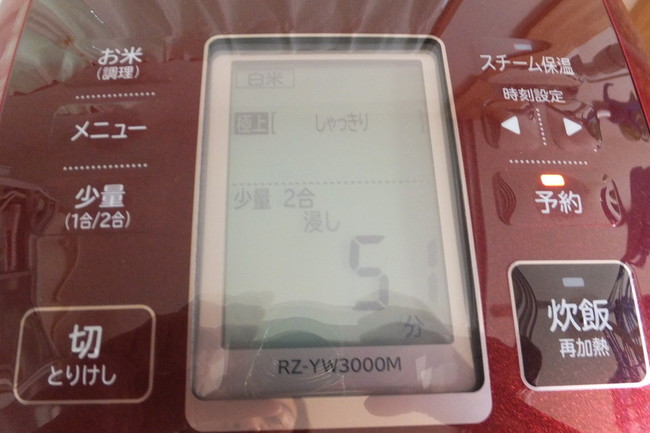 お米
(調理)
メニュー
少量
(1合/2合)
切
とりけし
白米
極上[ しゃっきり ]
少量 2合
浸し
51
分
RZ-YW3000M
スチーム保温
時刻設定
予約
炊飯
再加熱